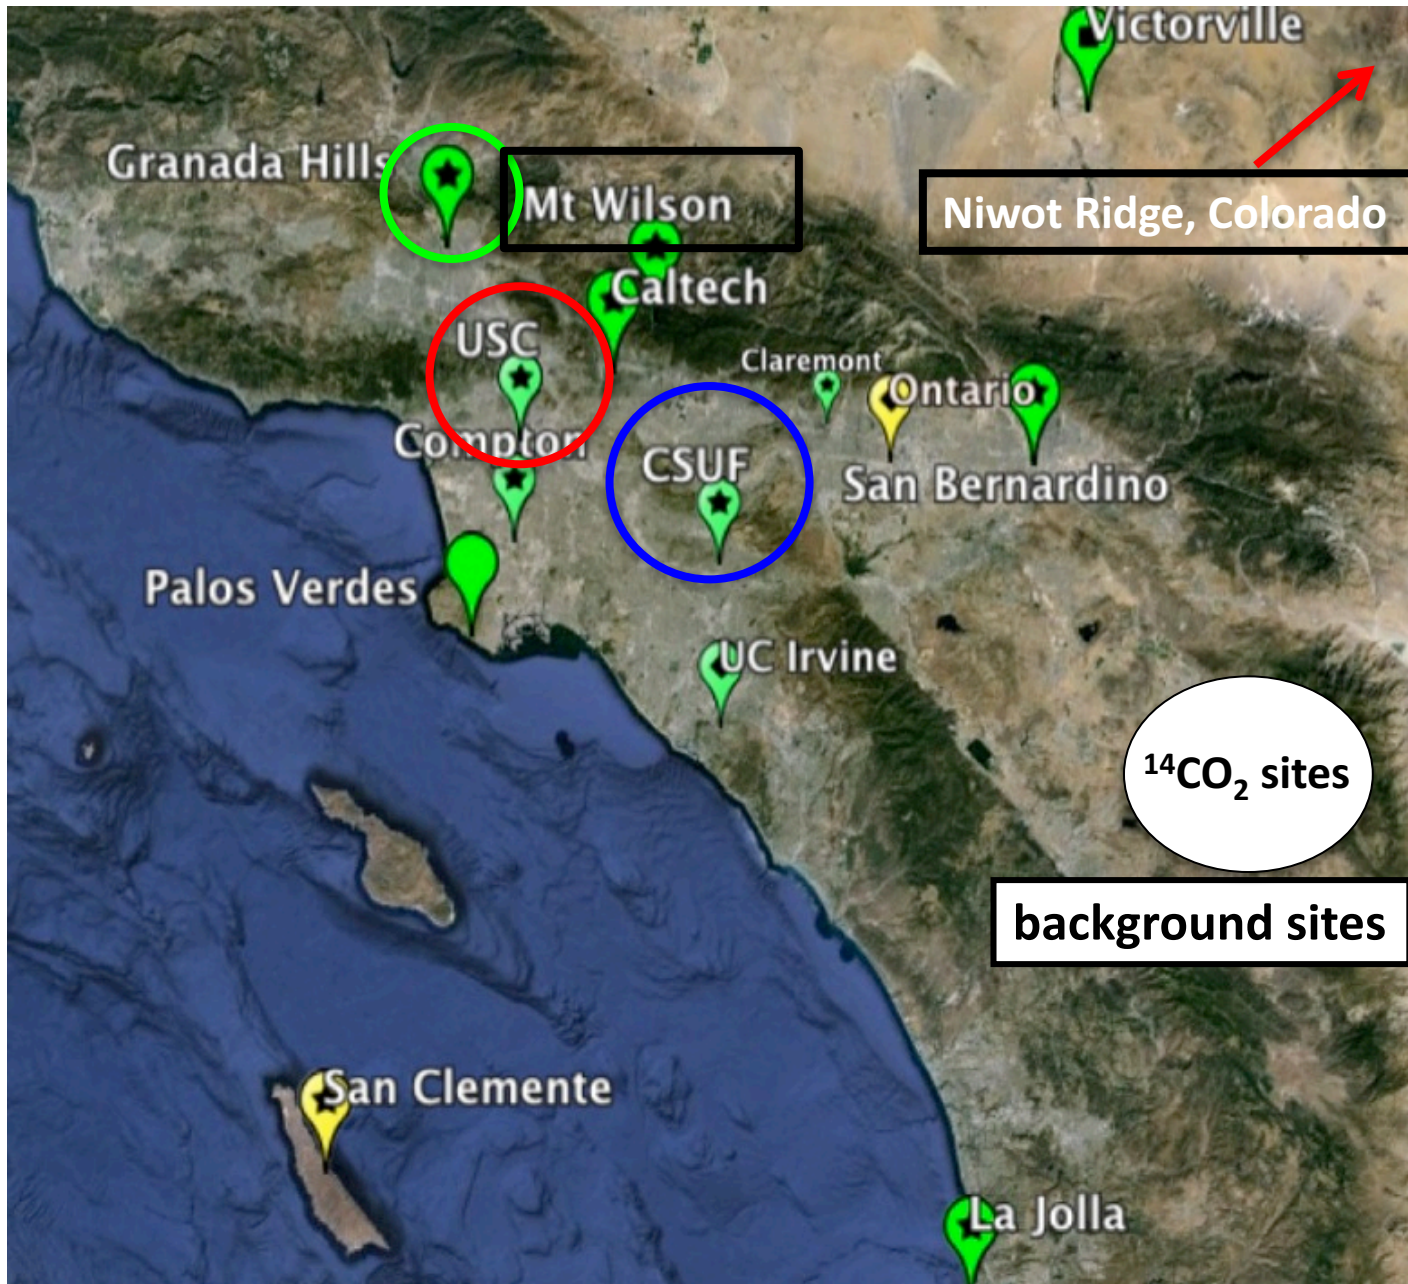 Victorville
Granada Hills
Mt Wilson
Niwot Ridge, Colorado
Caltech
USC
Claremont
Ontario
Compton
CSUF
San Bernardino
Palos Verdes
UC Irvine
¹⁴CO₂ sites
background sites
San Clemente
La Jolla